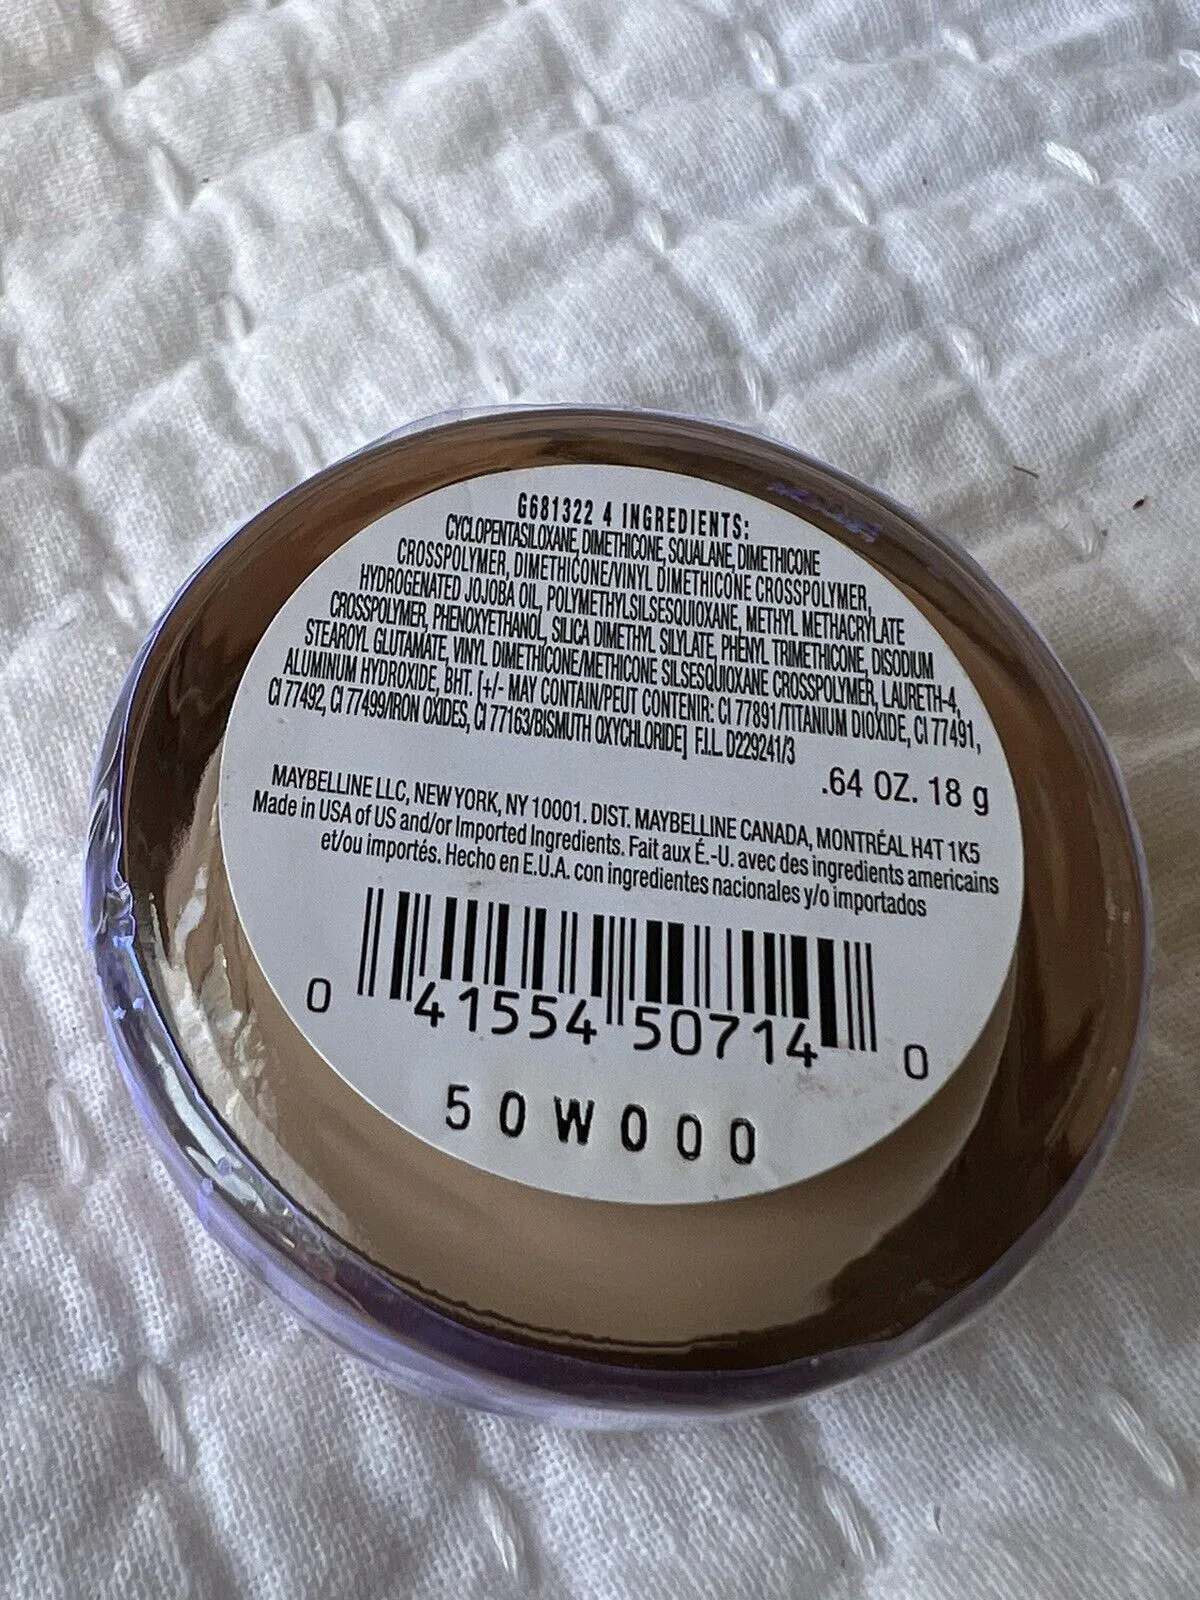 G681322 4 INGREDIENTS:
CYCLOPENTASILOXANE, DIMETHICONE, SQUALANE, DIMETHICONE
CROSSPOLYMER, DIMETHICONE/VINYL DIMETHICONE CROSSPOLYMER,
HYDROGENATED JOJOBA OIL, POLYMETHYLSILSESQUIOXANE, METHYL METHACRYLATE
CROSSPOLYMER, PHENOXYETHANOL, SILICA DIMETHYL SILYLATE, PHENYL TRIMETHICONE, DISODIUM
STEAROYL GLUTAMATE, VINYL DIMETHICONE/METHICONE SILSESQUIOXANE CROSSPOLYMER, LAURETH-4,
ALUMINUM HYDROXIDE, BHT. [+/- MAY CONTAIN/PEUT CONTENIR: CI 77891/TITANIUM DIOXIDE, CI 77491,
CI 77492, CI 77499/IRON OXIDES, CI 77163/BISMUTH OXYCHLORIDE] F.I.L. D229241/3
.64 OZ. 18 g
MAYBELLINE LLC, NEW YORK, NY 10001. DIST. MAYBELLINE CANADA, MONTRÉAL H4T 1K5
Made in USA of US and/or Imported Ingredients. Fait aux É.-U. avec des ingredients americains
et/ou importés. Hecho en E.U.A. con ingredientes nacionales y/o importados
0 41554 50714 0
50W000